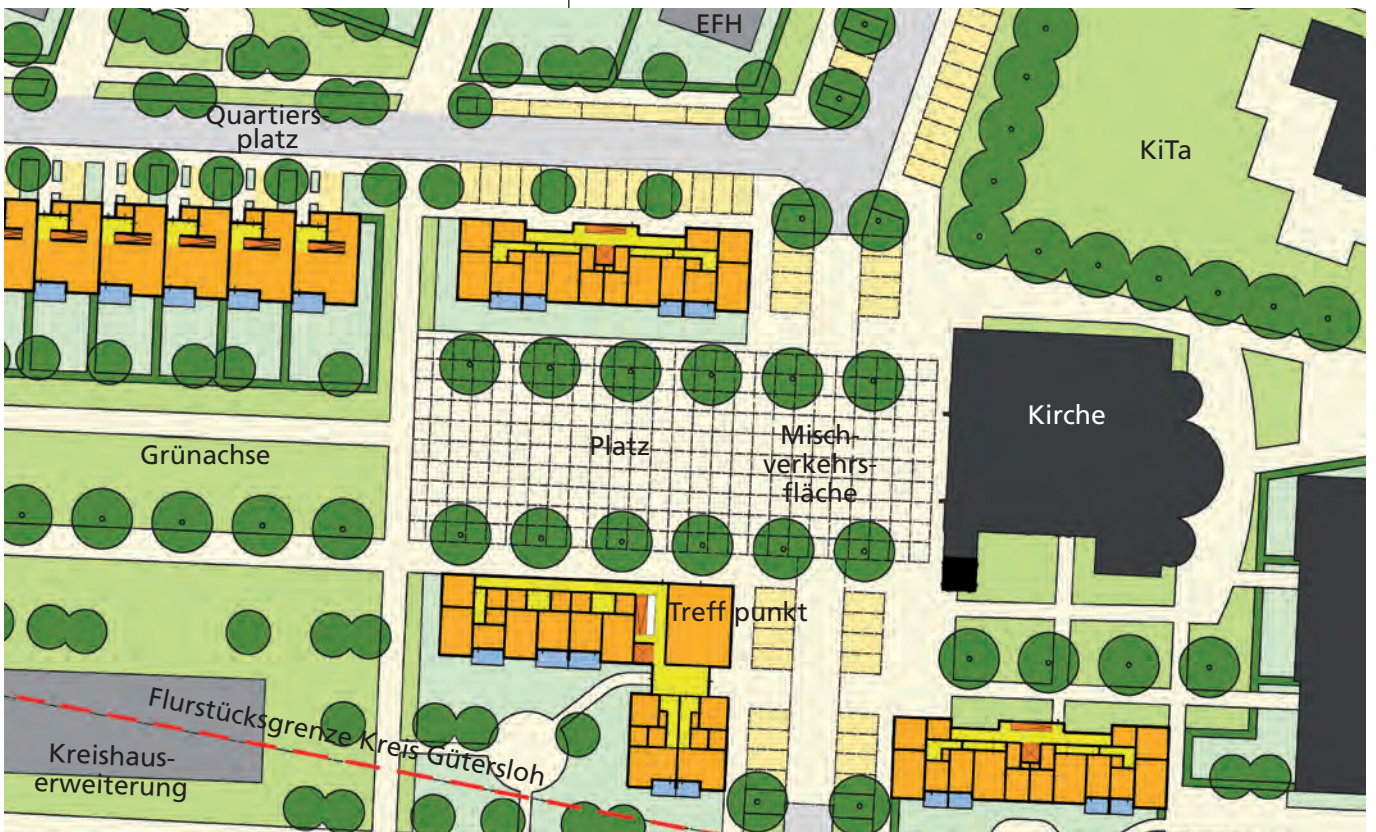 EFH
Quartiers-
platz
KiTa
Kirche
Grünachse
Platz
Misch-
verkehrs-
fläche
Treff punkt
Flurstücksgrenze Kreis Gütersloh
Kreishaus-
erweiterung